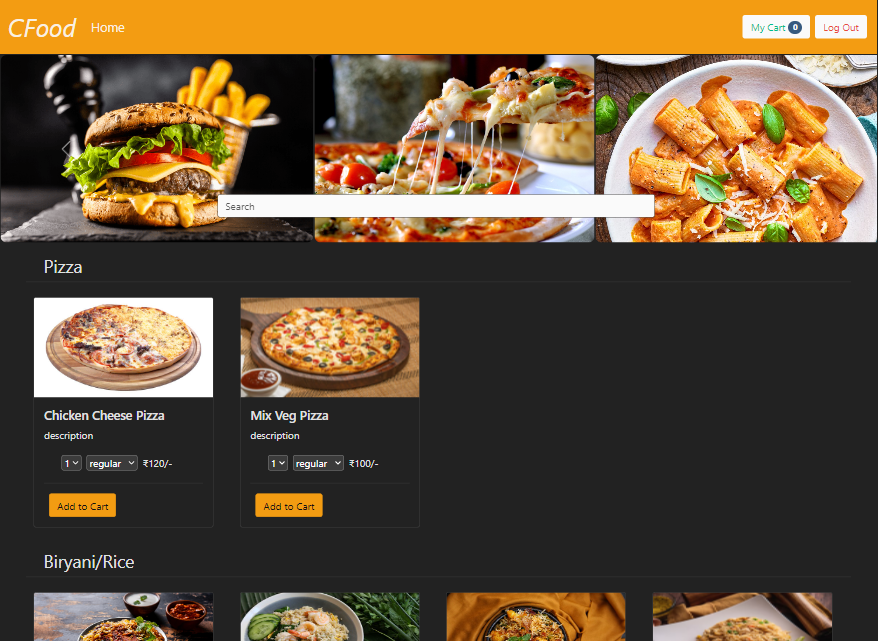 CFood Home My Cart 0 Log Out
Search
Pizza
Chicken Cheese Pizza Mix Veg Pizza
description description
1 regular ₹120/- 1 regular ₹100/-
Add to Cart Add to Cart
Biryani/Rice